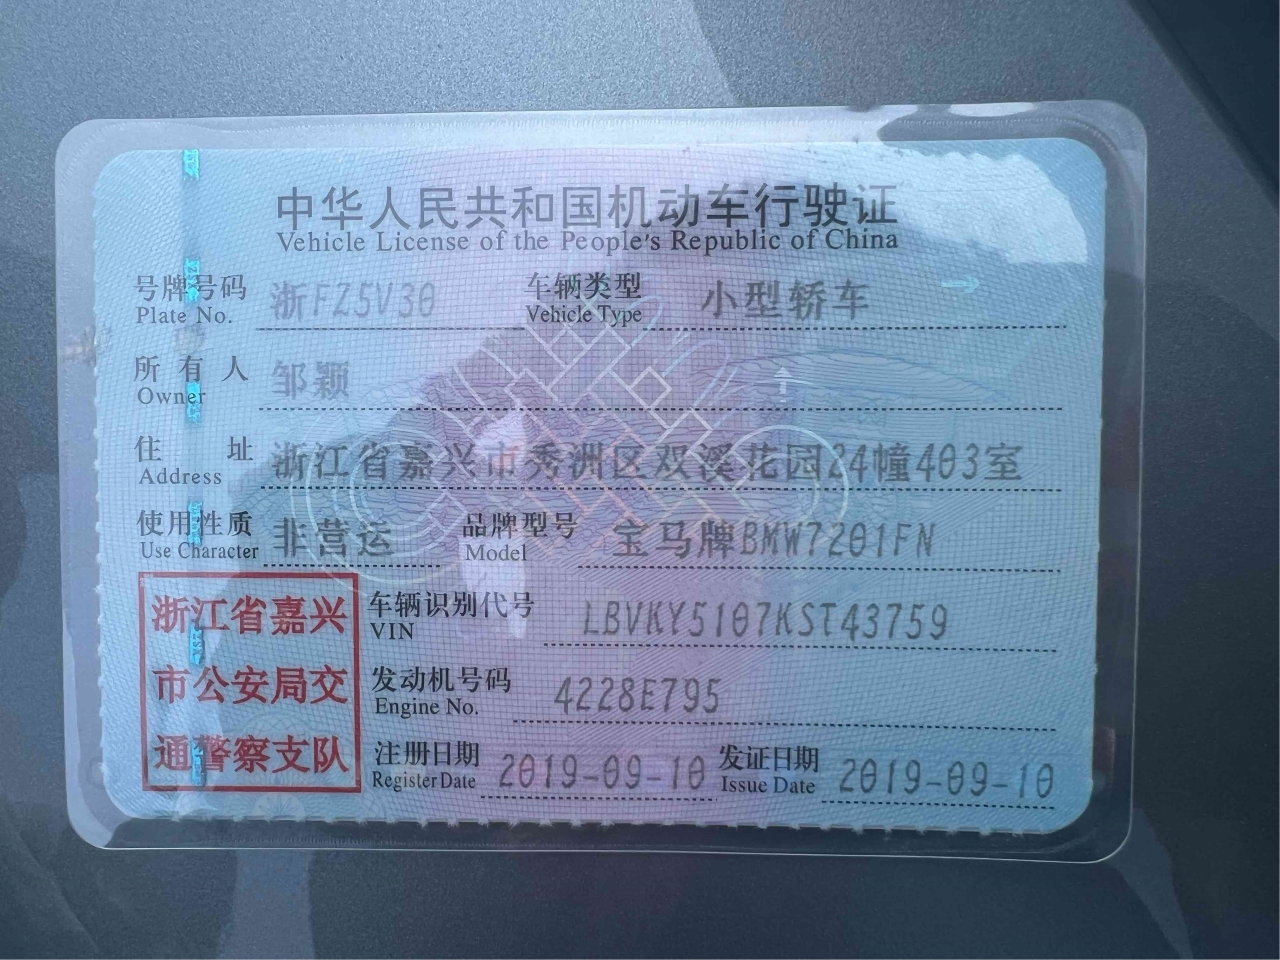 中华人民共和国机动车行驶证
Vehicle License of the People's Republic of China
号牌号码 浙FZ5V30 车辆类型 小型轿车
Plate No. Vehicle Type
所有人 邹颖
Owner
住址 浙江省嘉兴市秀洲区双溪花园24幢403室
Address
使用性质 非营运 品牌型号 宝马牌BMW7201FN
Use Character Model
浙江省嘉兴
市公安局交
通警察支队
车辆识别代号 LBVKY5107KST43759
VIN
发动机号码 4228E795
Engine No.
注册日期 2019-09-10 发证日期 2019-09-10
Register Date Issue Date